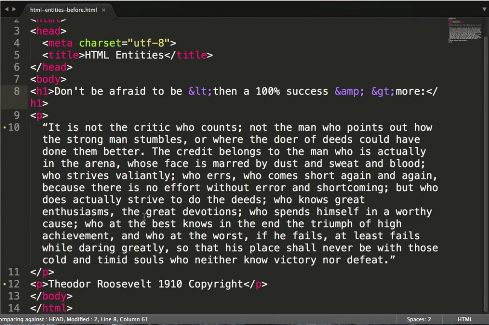 html-entities-before.html
2 <html>
3 <head>
4 <meta charset="utf-8">
5 <title>HTML Entities</title>
6 </head>
7 <body>
8 <h1>Don't be afraid to be &lt;then a 100% success &amp; &gt;more:</
h1>
9 <p>
10 “It is not the critic who counts; not the man who points out how
the strong man stumbles, or where the doer of deeds could have
done them better. The credit belongs to the man who is actually
in the arena, whose face is marred by dust and sweat and blood;
who strives valiantly; who errs, who comes short again and again,
because there is no effort without error and shortcoming; but who
does actually strive to do the deeds; who knows great
enthusiasms, the great devotions; who spends himself in a worthy
cause; who at the best knows in the end the triumph of high
achievement, and who at the worst, if he fails, at least fails
while daring greatly, so that his place shall never be with those
cold and timid souls who neither know victory nor defeat.”
11 </p>
12 <p>Theodor Roosevelt 1910 Copyright</p>
13 </body>
14 </html>
omparing against : HEAD, Modified : 2, Line 8, Column 61
Spaces: 2
HTML